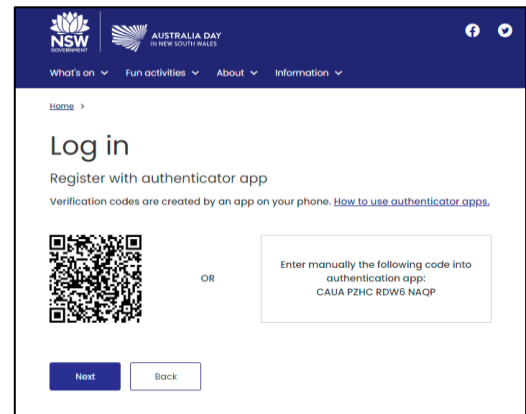 NSW
GOVERNMENT
AUSTRALIA DAY
IN NEW SOUTH WALES
What's on Fun activities About Information
Home >
Log in
Register with authenticator app
Verification codes are created by an app on your phone. How to use authenticator apps.
OR
Enter manually the following code into
authentication app:
CAUA PZHC RDW6 NAQP
Next Back